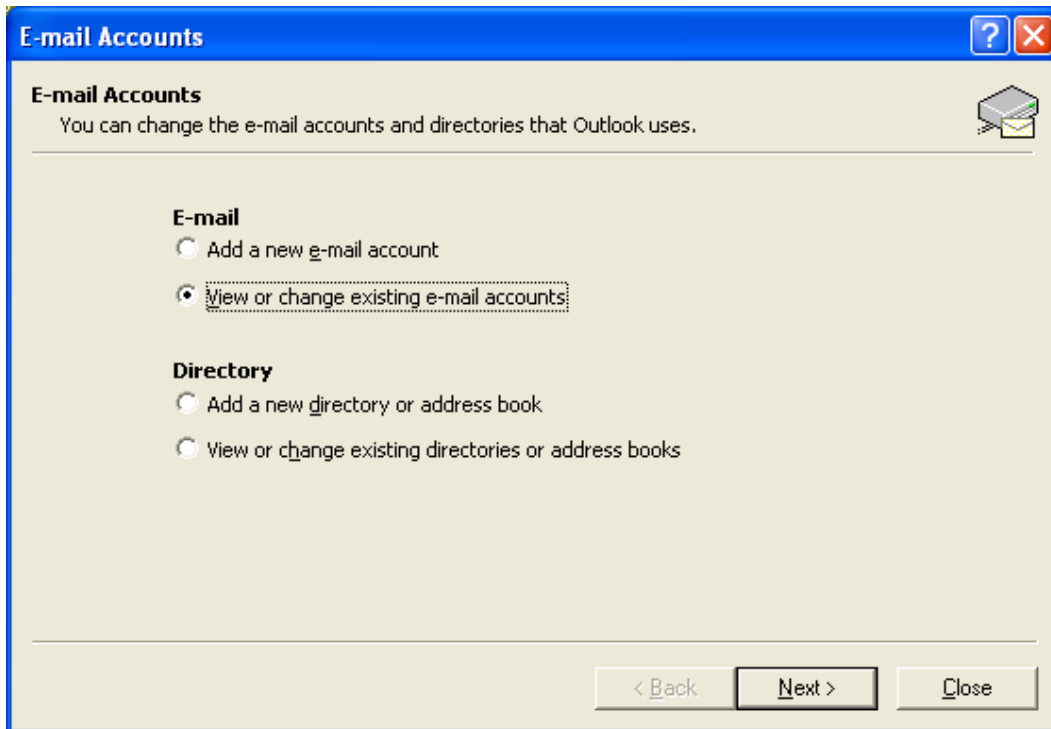 E-mail Accounts
E-mail Accounts
You can change the e-mail accounts and directories that Outlook uses.
E-mail
Add a new e-mail account
View or change existing e-mail accounts
Directory
Add a new directory or address book
View or change existing directories or address books
< Back Next > Close